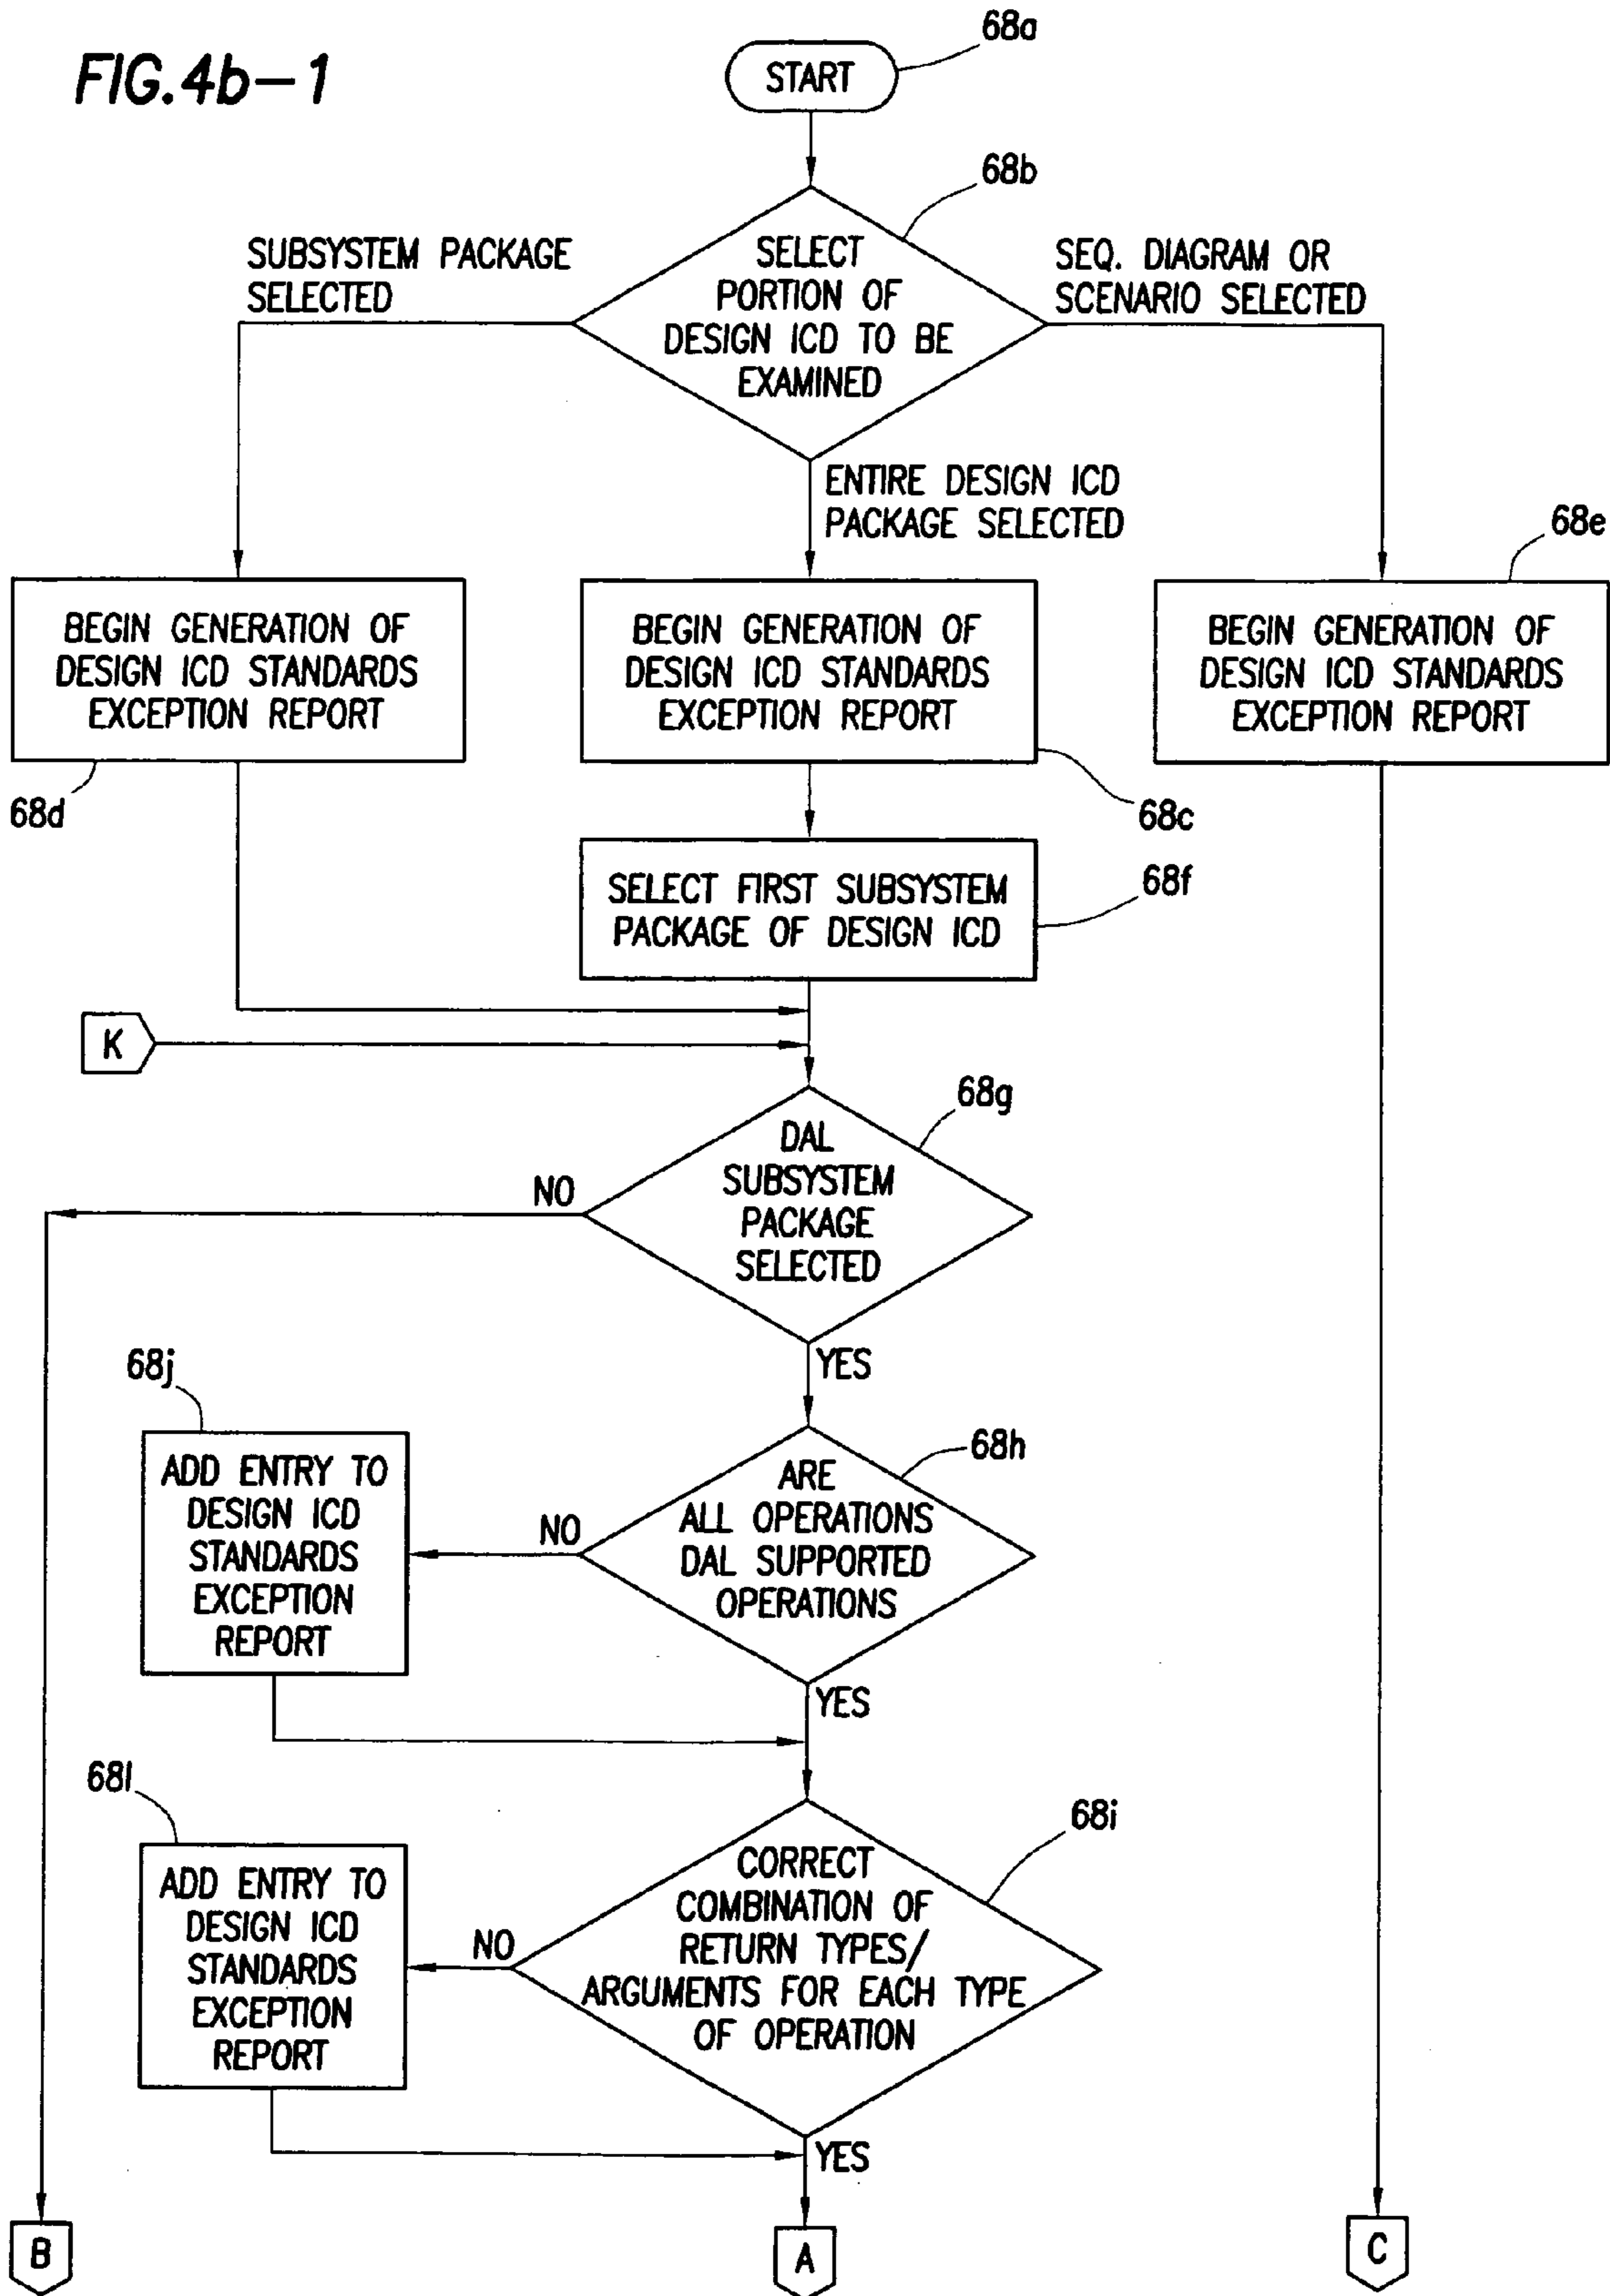 FIG.4b-1
68a
START
68b
SUBSYSTEM PACKAGE
SELECTED
SELECT
PORTION OF
DESIGN ICD TO BE
EXAMINED
SEQ. DIAGRAM OR
SCENARIO SELECTED
ENTIRE DESIGN ICD
PACKAGE SELECTED
68e
BEGIN GENERATION OF
DESIGN ICD STANDARDS
EXCEPTION REPORT
BEGIN GENERATION OF
DESIGN ICD STANDARDS
EXCEPTION REPORT
BEGIN GENERATION OF
DESIGN ICD STANDARDS
EXCEPTION REPORT
68d
68c
SELECT FIRST SUBSYSTEM
PACKAGE OF DESIGN ICD
68f
K
68g
DAL
SUBSYSTEM
PACKAGE
SELECTED
NO
YES
68j
68h
ADD ENTRY TO
DESIGN ICD
STANDARDS
EXCEPTION
REPORT
NO
ARE
ALL OPERATIONS
DAL SUPPORTED
OPERATIONS
YES
68l
68i
ADD ENTRY TO
DESIGN ICD
STANDARDS
EXCEPTION
REPORT
NO
CORRECT
COMBINATION OF
RETURN TYPES/
ARGUMENTS FOR EACH TYPE
OF OPERATION
YES
B
A
C